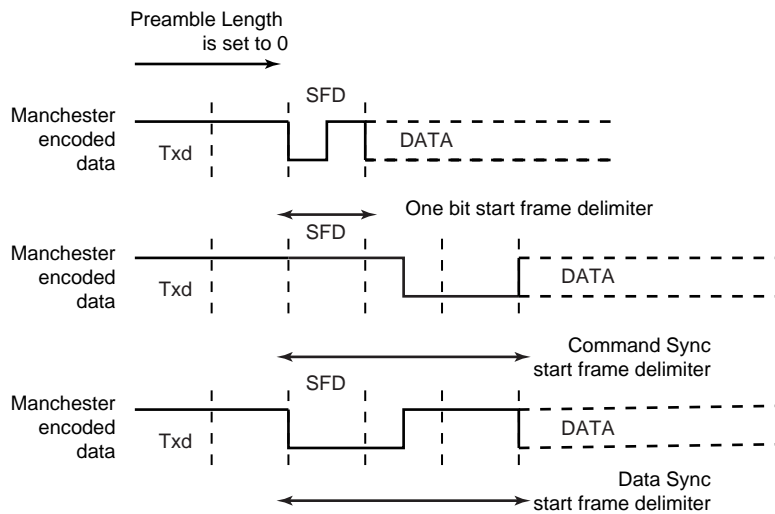 Preamble Length
is set to 0
SFD
Manchester
encoded
data
Txd
DATA
One bit start frame delimiter
SFD
Manchester
encoded
data
Txd
DATA
Command Sync
start frame delimiter
SFD
Manchester
encoded
data
Txd
DATA
Data Sync
start frame delimiter